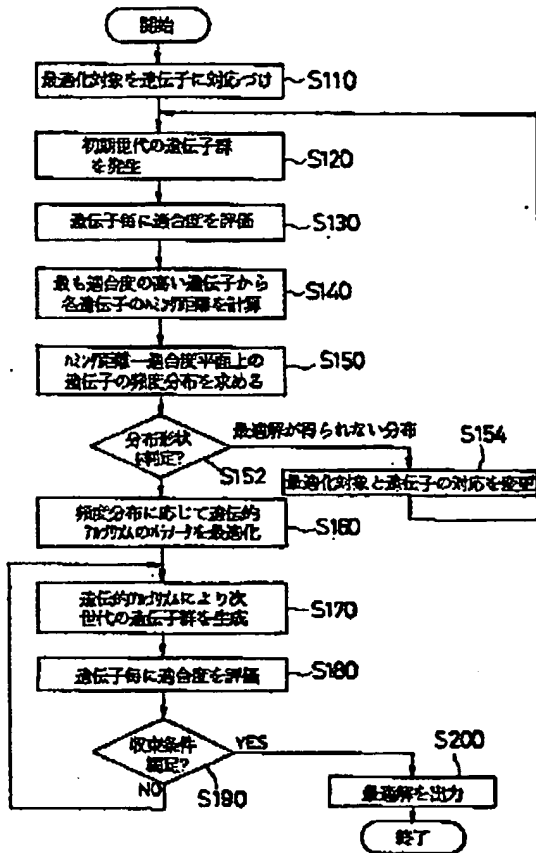 開始
最適化対象を遺伝子に対応づけ
S110
初期世代の遺伝子群
を発生
S120
遺伝子毎に適合度を評価
S130
最も適合度の高い遺伝子から
各遺伝子のハミング距離を計算
S140
ハミング距離ー適合度平面上の
遺伝子の頻度分布を求める
S150
分布形状
は判定?
S152
最適解が得られない分布
S154
最適化対象と遺伝子の対応を変更
頻度分布に応じて遺伝的
アルゴリズムのパラメータを最適化
S160
遺伝的アルゴリズムにより次
世代の遺伝子群を生成
S170
遺伝子毎に適合度を評価
S180
収束条件
満足?
YES
NO
S190
S200
最適解を出力
終了